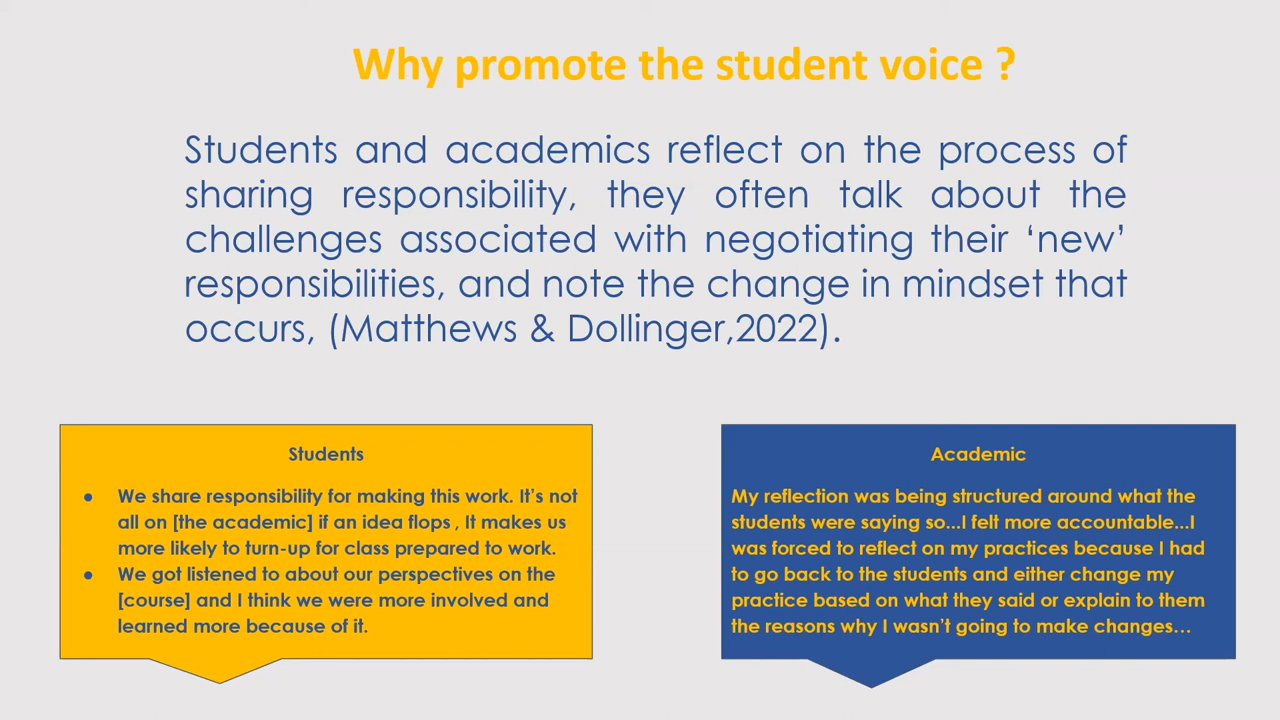 Why promote the student voice ?
Students and academics reflect on the process of
sharing responsibility, they often talk about the
challenges associated with negotiating their ‘new’
responsibilities, and note the change in mindset that
occurs, (Matthews & Dollinger,2022).
Students
● We share responsibility for making this work. It’s not
all on [the academic] if an idea flops , It makes us
more likely to turn-up for class prepared to work.
● We got listened to about our perspectives on the
[course] and I think we were more involved and
learned more because of it.
Academic
My reflection was being structured around what the
students were saying so...I felt more accountable...I
was forced to reflect on my practices because I had
to go back to the students and either change my
practice based on what they said or explain to them
the reasons why I wasn’t going to make changes…